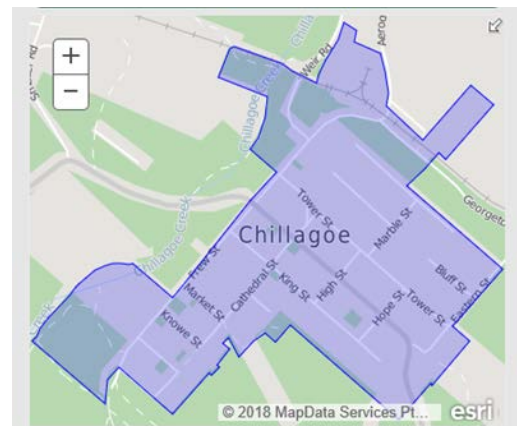 +
−
Weir Rd
Chillagoe Creek
Chillagoe Creek
Creek
Tower St
Chillagoe
Marble St
Frew St
Market St
Cathedral St
King St
High St
Knowe St
Hope St
Tower St
Bluff St
Eastern St
© 2018 MapData Services Pt...
esri